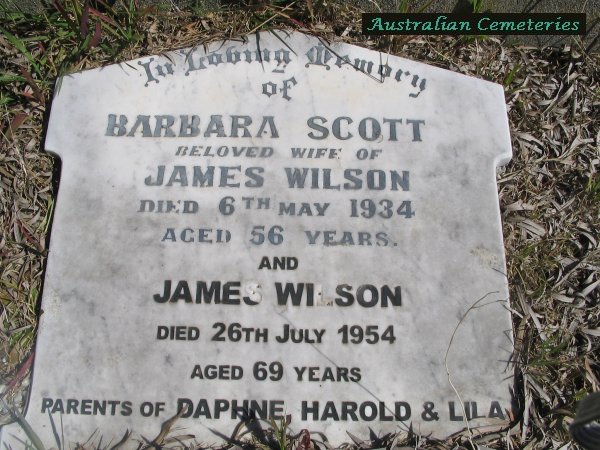 Australian Cemeteries
In Loving Memory
of
BARBARA SCOTT
BELOVED WIFE OF
JAMES WILSON
DIED 6TH MAY 1934
AGED 56 YEARS.
AND
JAMES WILSON
DIED 26TH JULY 1954
AGED 69 YEARS
PARENTS OF DAPHNE, HAROLD & LILA